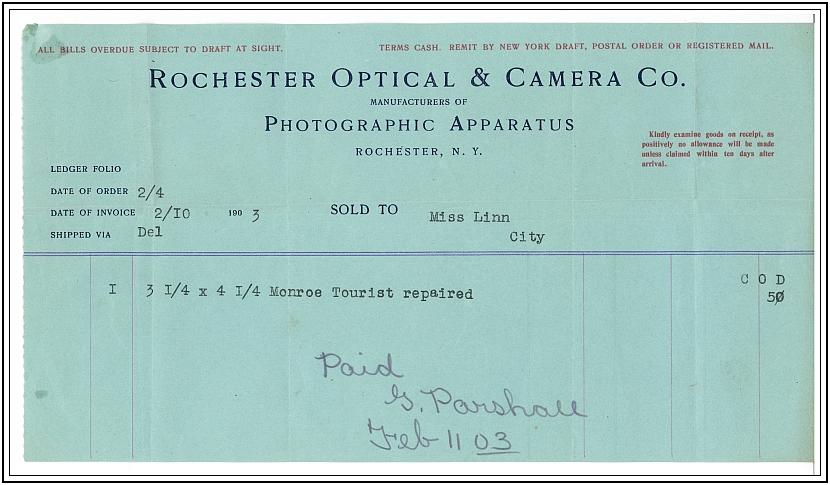 ALL BILLS OVERDUE SUBJECT TO DRAFT AT SIGHT. TERMS CASH. REMIT BY NEW YORK DRAFT, POSTAL ORDER OR REGISTERED MAIL.
ROCHESTER OPTICAL & CAMERA CO.
MANUFACTURERS OF
PHOTOGRAPHIC APPARATUS
ROCHESTER, N. Y.
Kindly examine goods on receipt, as
positively no allowance will be made
unless claimed within ten days after
arrival.
LEDGER FOLIO
DATE OF ORDER 2/4
DATE OF INVOICE 2/10 1903 SOLD TO Miss Linn
SHIPPED VIA Del City
C O D
1 3 1/4 x 4 1/4 Monroe Tourist repaired 50
Paid
G. Parshall
Feb 11 03